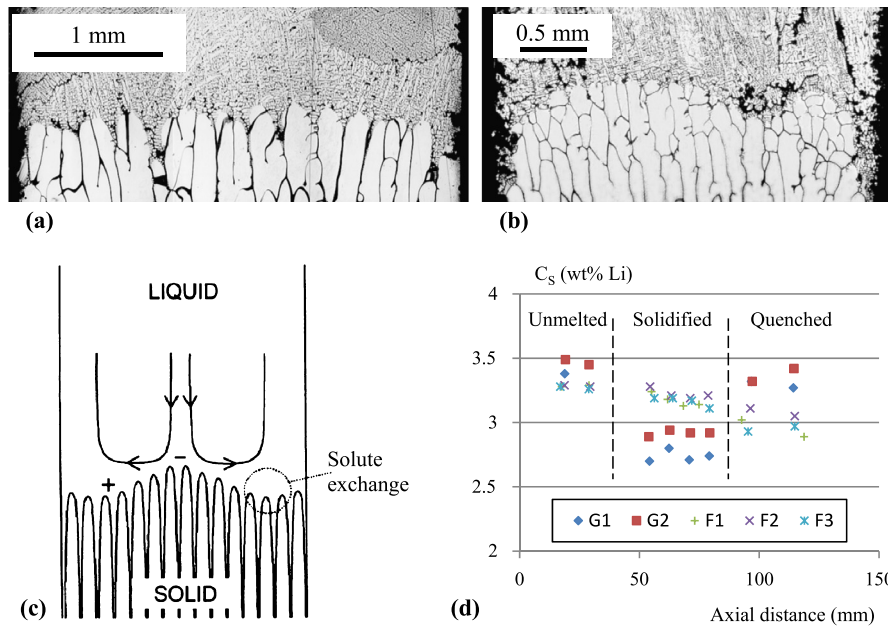 1 mm
0.5 mm
(a)
(b)
LIQUID
−
+
Solute
exchange
SOLID
(c)
C_S (wt% Li)
4
3.5
3
2.5
2
Unmelted
Solidified
Quenched
G1
G2
F1
F2
F3
0
50
100
150
Axial distance (mm)
(d)